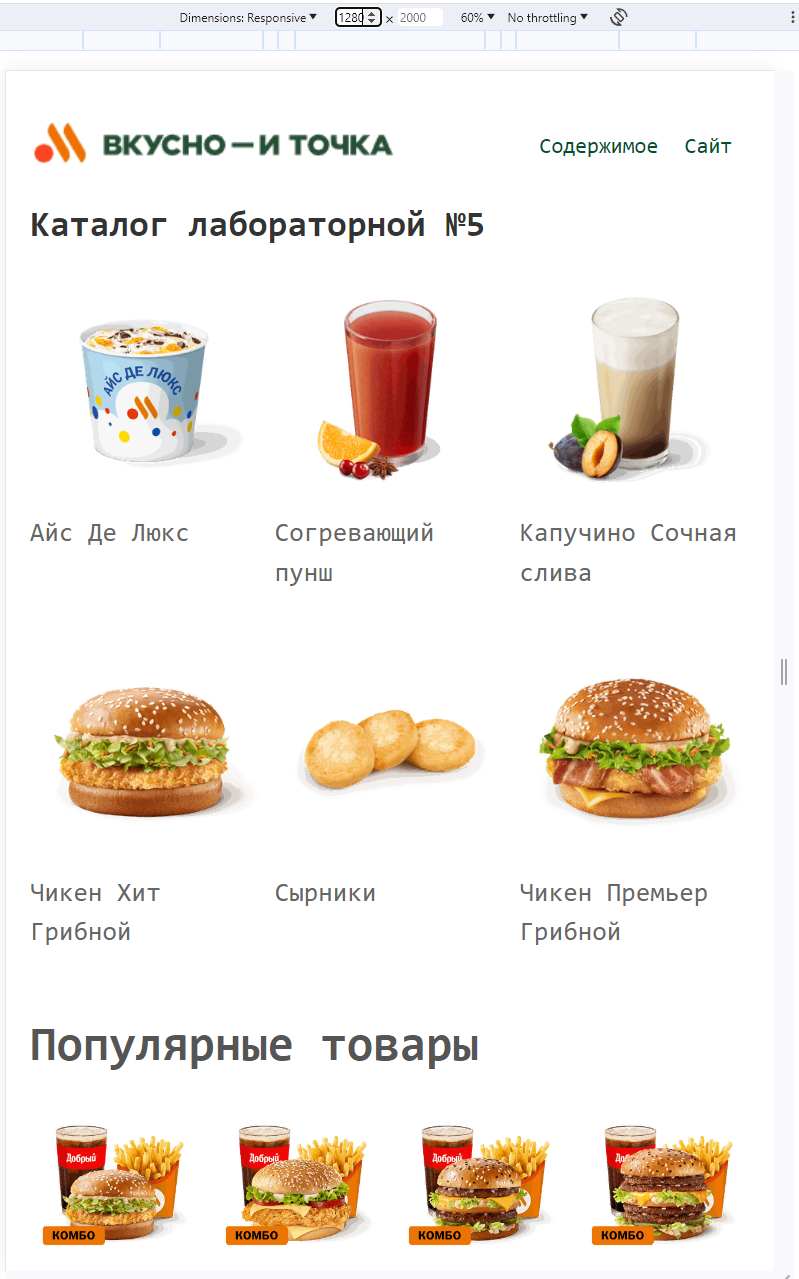 Dimensions: Responsive 1280 × 2000 60% No throttling
ВКУСНО – И ТОЧКА Содержимое Сайт
Каталог лабораторной №5
АЙС ДЕ ЛЮКС
Айс Де Люкс
Согревающий
пунш
Капучино Сочная
слива
Чикен Хит
Грибной
Сырники
Чикен Премьер
Грибной
Популярные товары
Добрый
КОМБО
Добрый
КОМБО
Добрый
КОМБО
КОМБО